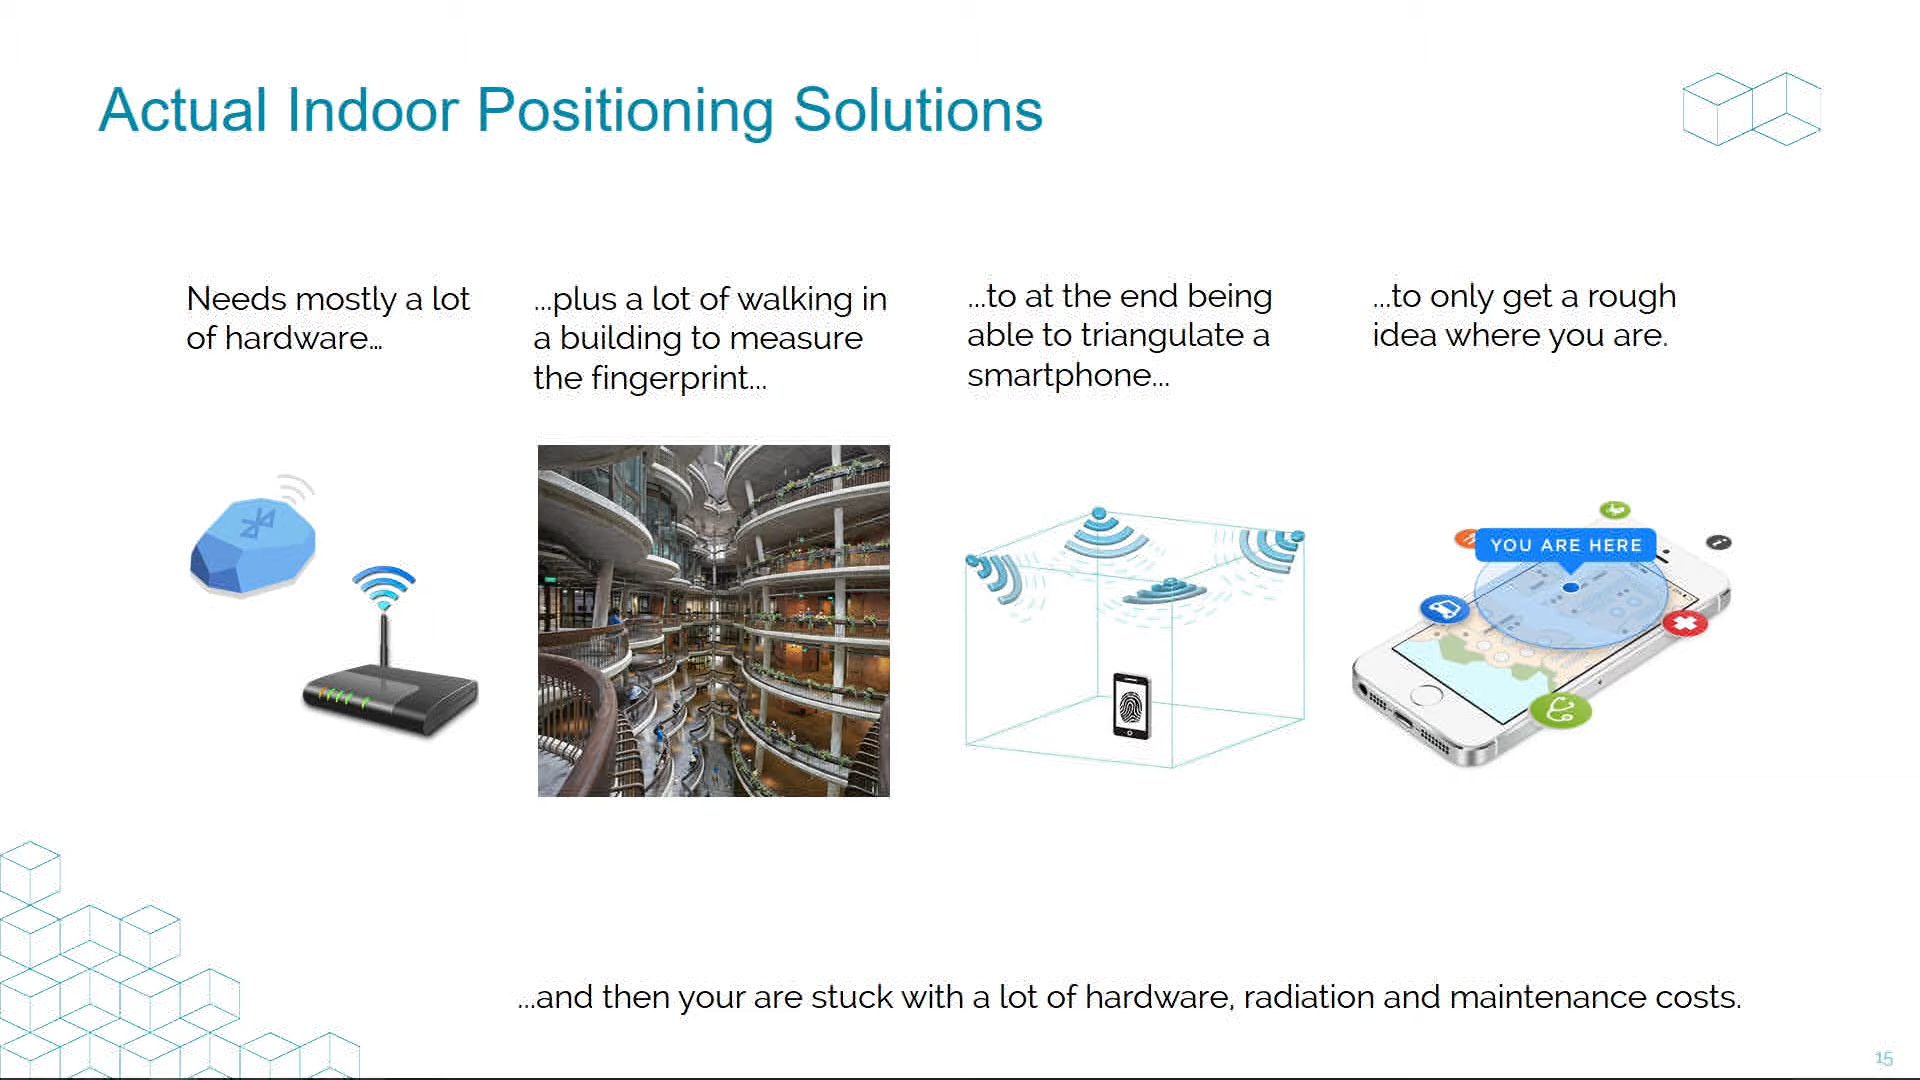 Actual Indoor Positioning Solutions
Needs mostly a lot
of hardware...
...plus a lot of walking in
a building to measure
the fingerprint...
...to at the end being
able to triangulate a
smartphone...
...to only get a rough
idea where you are.
YOU ARE HERE
...and then your are stuck with a lot of hardware, radiation and maintenance costs.
15